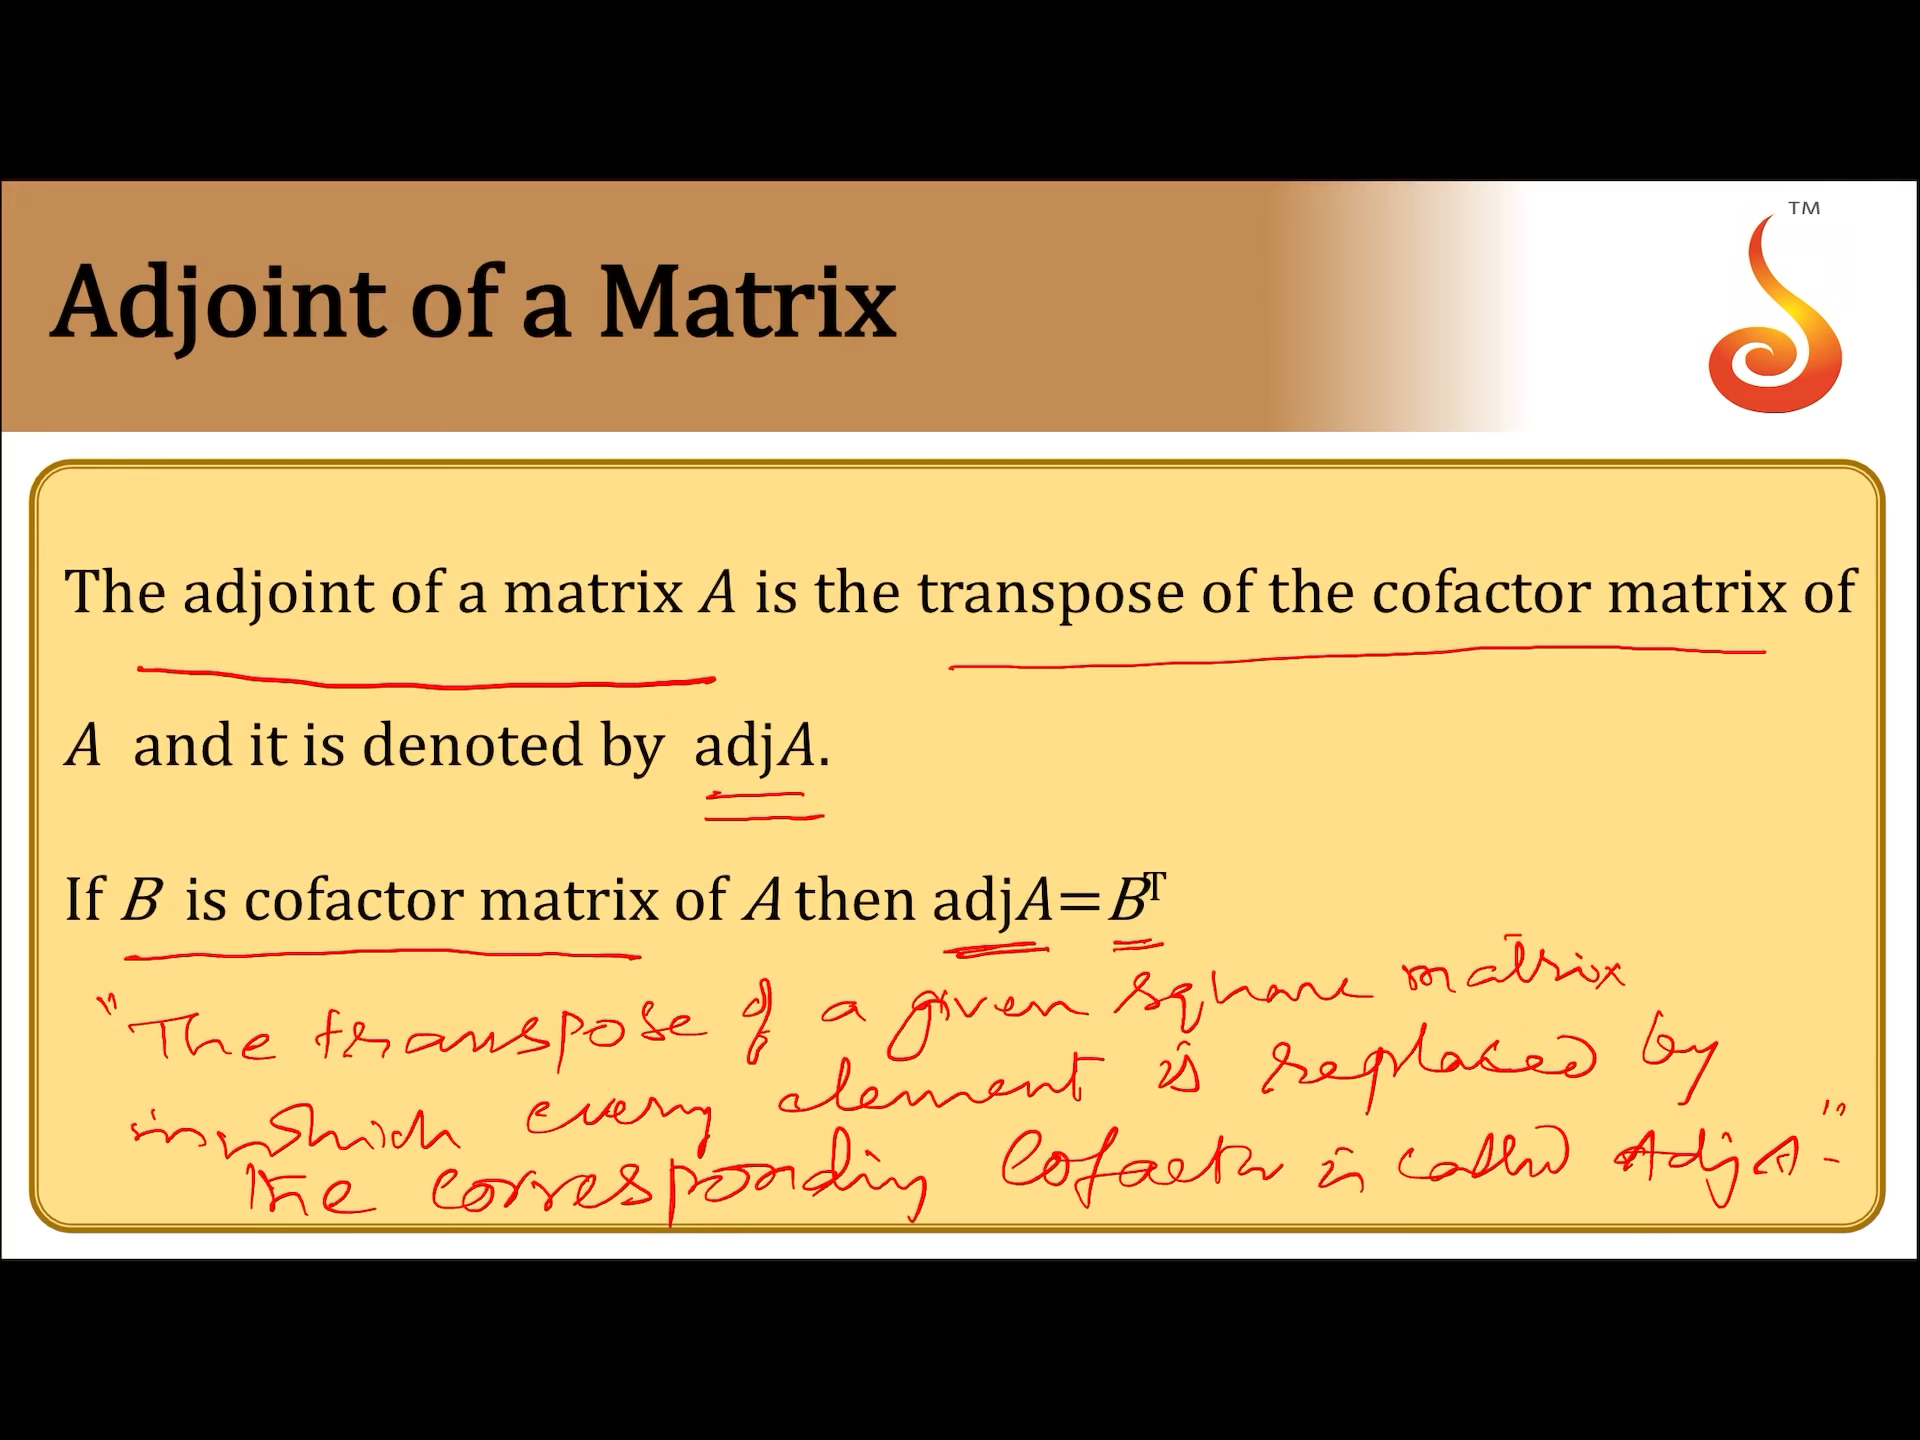 TM
Adjoint of a Matrix
The adjoint of a matrix A is the transpose of the cofactor matrix of
A and it is denoted by adjA.
If B is cofactor matrix of A then adjA=Bᵀ
"The transpose of a given square matrix
in which every element is replaced by
the corresponding Cofactor is called AdjA."